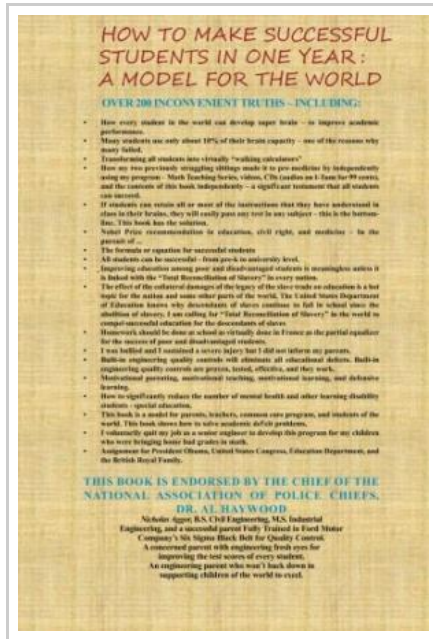 HOW TO MAKE SUCCESSFUL
STUDENTS IN ONE YEAR:
A MODEL FOR THE WORLD
OVER 200 INCONVENIENT TRUTHS – INCLUDING:
• How every student in the world can develop super brain – to improve academic
performance.
• Many students use only about 10% of their brain capacity – one of the reasons why
many failed.
• Transforming all students into virtually "walking calculators"
• How my two previously struggling siblings made it to pre-medicine by independently
using my program – Math Teaching Series, videos, CDs (audios on I-Tune for 99 cents),
and the contents of this book independently – a significant testament that all students
can succeed.
• If students can retain all or most of the instructions that they have understood in
class in their brains, they will easily pass any test in any subject – this is the bottom-
line. This book has the solution.
• Nobel Prize recommendation in education, civil right, and medicine – In the
pursuit of ...
• The formula or equation for successful students
• All students can be successful – from pre-k to university level.
• Improving education among poor and disadvantaged students is meaningless unless it
is linked with the "Total Reconciliation of Slavery" in every nation.
• The effect of the collateral damages of the legacy of the slave trade on education is a hot
topic for the nation and some other parts of the world. The United States Department
of Education knows why descendants of slaves continue to fail in school since the
abolition of slavery. I am calling for "Total Reconciliation of Slavery" in the world to
compel successful education for the descendants of slaves
• Homework should be done at school as virtually done in France as the partial equalizer
for the success of poor and disadvantaged students.
• I was bullied and I sustained a severe injury but I did not inform my parents.
• Built-in engineering quality controls will eliminate all educational defects. Built-in
engineering quality controls are proven, tested, effective, and they work.
• Motivational parenting, motivational teaching, motivational learning, and defensive
learning.
• How to significantly reduce the number of mental health and other learning disability
students – special education.
• This book is a model for parents, teachers, common core program, and students of the
world. This book shows how to solve academic deficit problems.
• I voluntarily quit my job as a senior engineer to develop this program for my children
who were bringing home bad grades in math.
• Assignment for President Obama, United States Congress, Education Department, and
the British Royal Family.
THIS BOOK IS ENDORSED BY THE CHIEF OF THE
NATIONAL ASSOCIATION OF POLICE CHIEFS,
DR. AL HAYWOOD
Nicholas Aggor, B.S. Civil Engineering, M.S. Industrial
Engineering, and a successful parent Fully Trained in Ford Motor
Company's Six Sigma Black Belt for Quality Control.
A concerned parent with engineering fresh eyes for
improving the test scores of every student.
An engineering parent who won't back down in
supporting children of the world to excel.